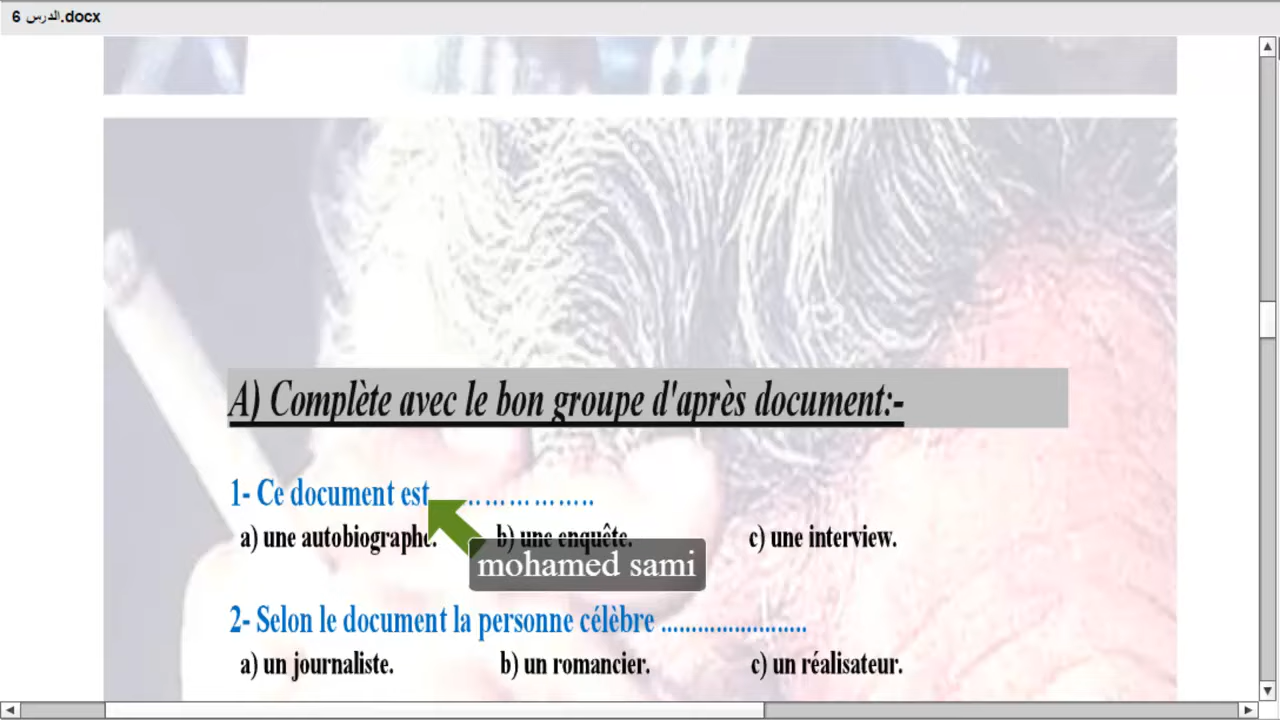 الدرس 6.docx
A) Complète avec le bon groupe d'après document:-
1- Ce document est ..……………..
a) une autobiographe. b) une enquête. c) une interview.
mohamed sami
2- Selon le document la personne célèbre .......................
a) un journaliste. b) un romancier. c) un réalisateur.